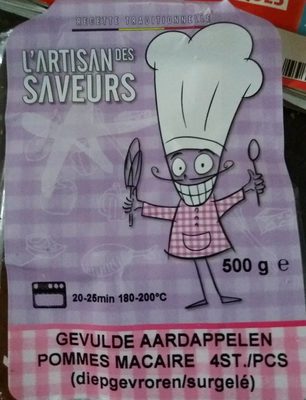 RECETTE TRADITIONNELLE
L'ARTISAN DES
SAVEURS
500 g e
20-25min 180-200°C
GEVULDE AARDAPPELEN
POMMES MACAIRE 4ST./PCS
(diepgevroren/surgelé)